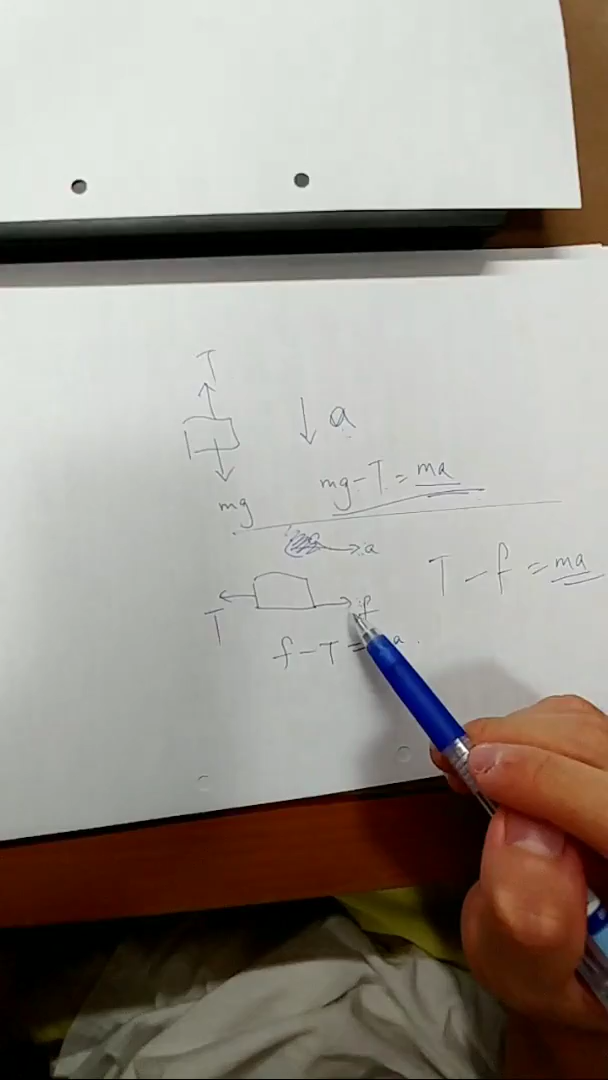 T
a
mg - T = ma
mg
a
T - f = ma
T
f
f - T =